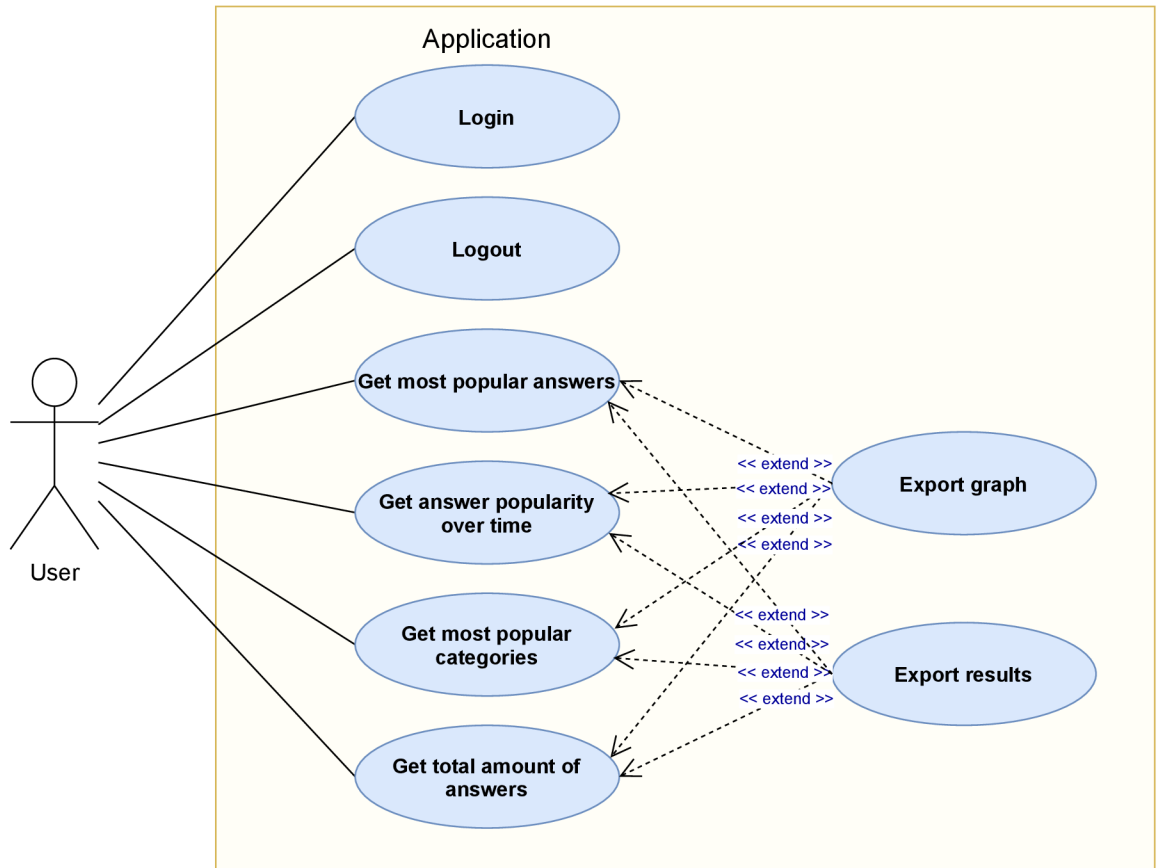 Application
Login
Logout
Get most popular answers
<< extend >>
Export graph
<< extend >>
Get answer popularity
over time
<< extend >>
<< extend >>
User
<< extend >>
Get most popular
categories
<< extend >>
<< extend >>
Export results
<< extend >>
Get total amount of
answers